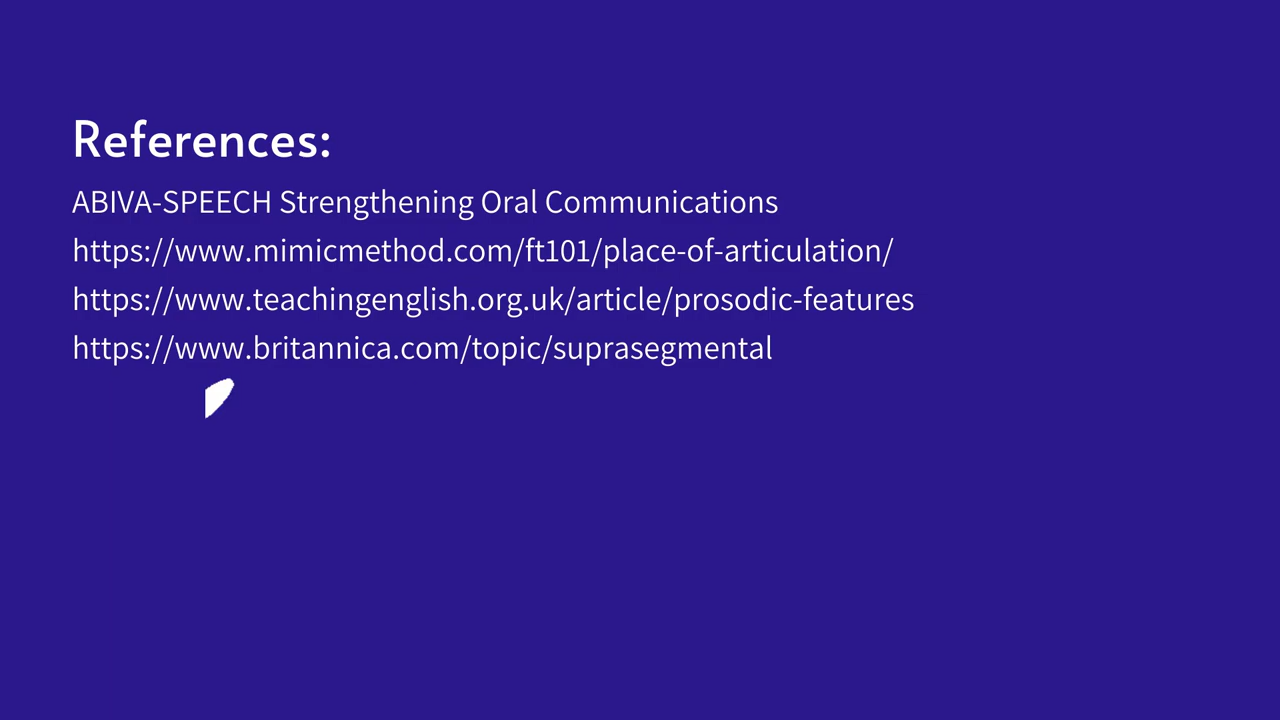 References:
ABIVA-SPEECH Strengthening Oral Communications
https://www.mimicmethod.com/ft101/place-of-articulation/
https://www.teachingenglish.org.uk/article/prosodic-features
https://www.britannica.com/topic/suprasegmental